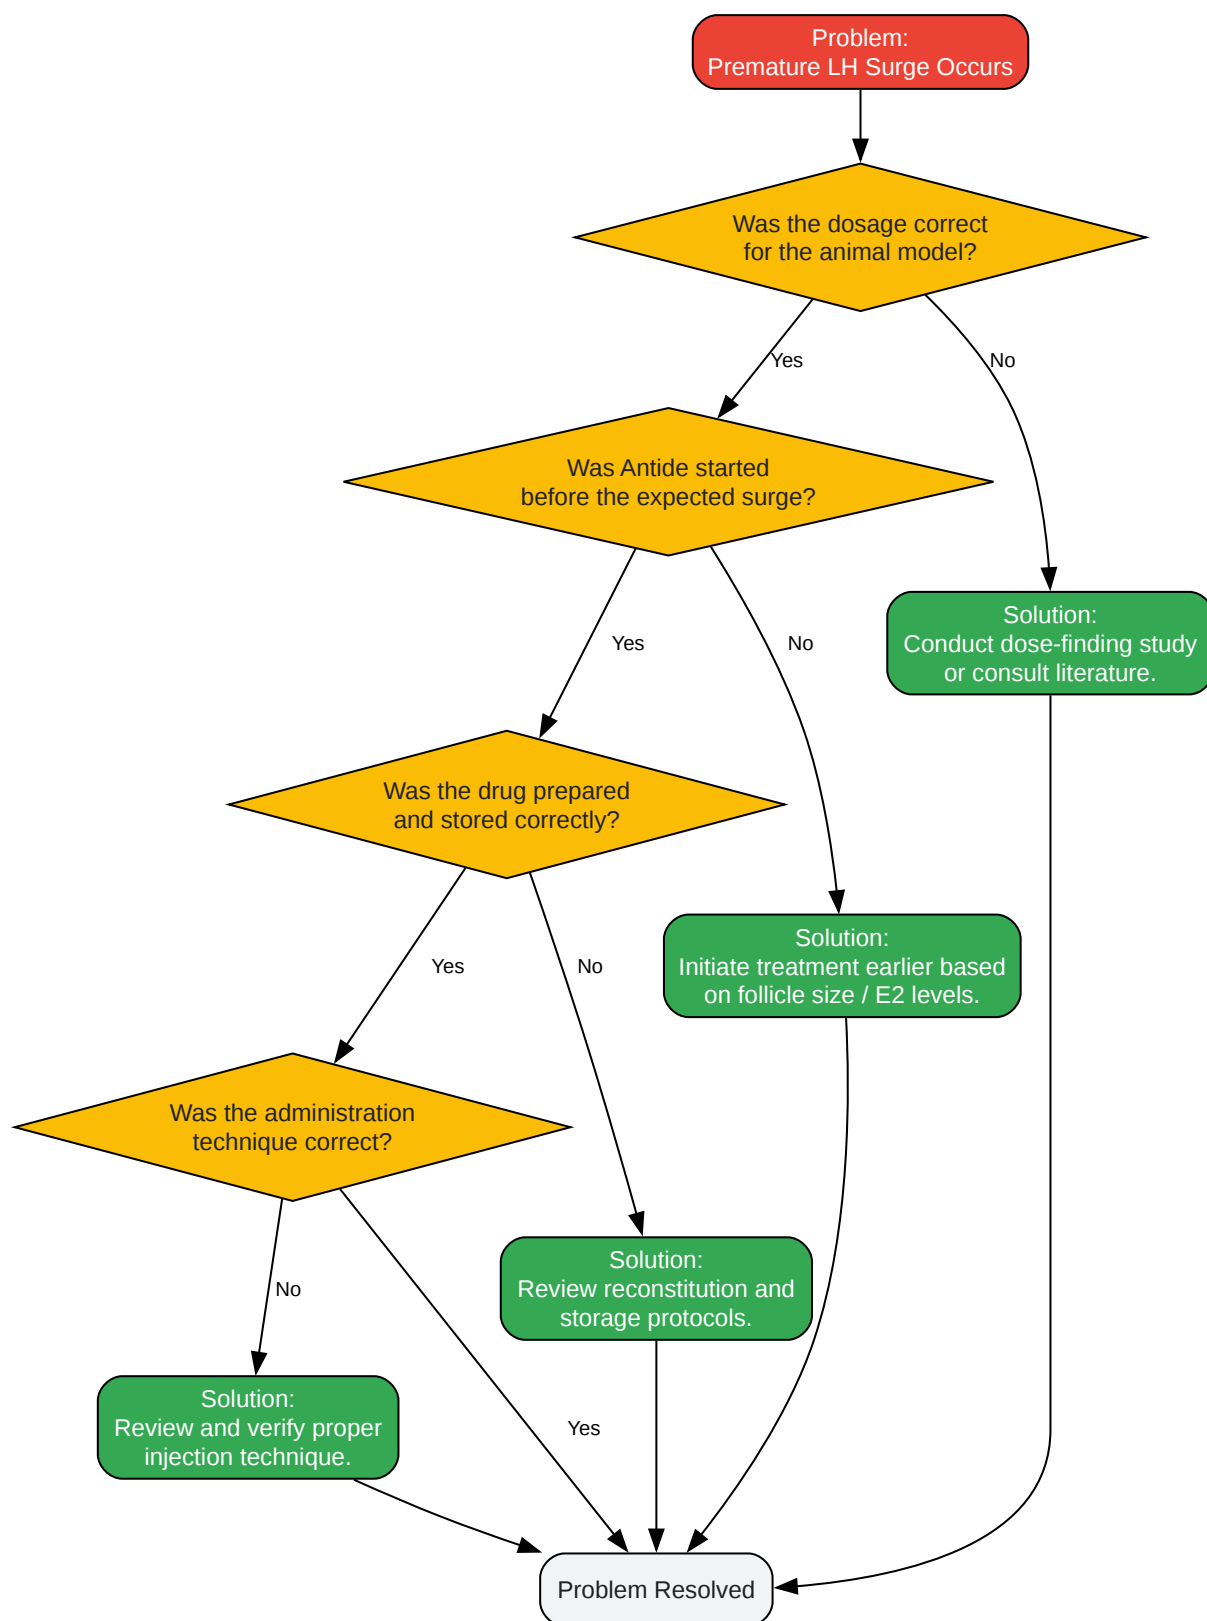 Problem:
Premature LH Surge Occurs
Was the dosage correct
for the animal model?
Yes
No
Was Antide started
before the expected surge?
Yes
No
Solution:
Conduct dose-finding study
or consult literature.
Was the drug prepared
and stored correctly?
Yes
No
Solution:
Initiate treatment earlier based
on follicle size / E2 levels.
Was the administration
technique correct?
No
Yes
Solution:
Review reconstitution and
storage protocols.
Solution:
Review and verify proper
injection technique.
Problem Resolved